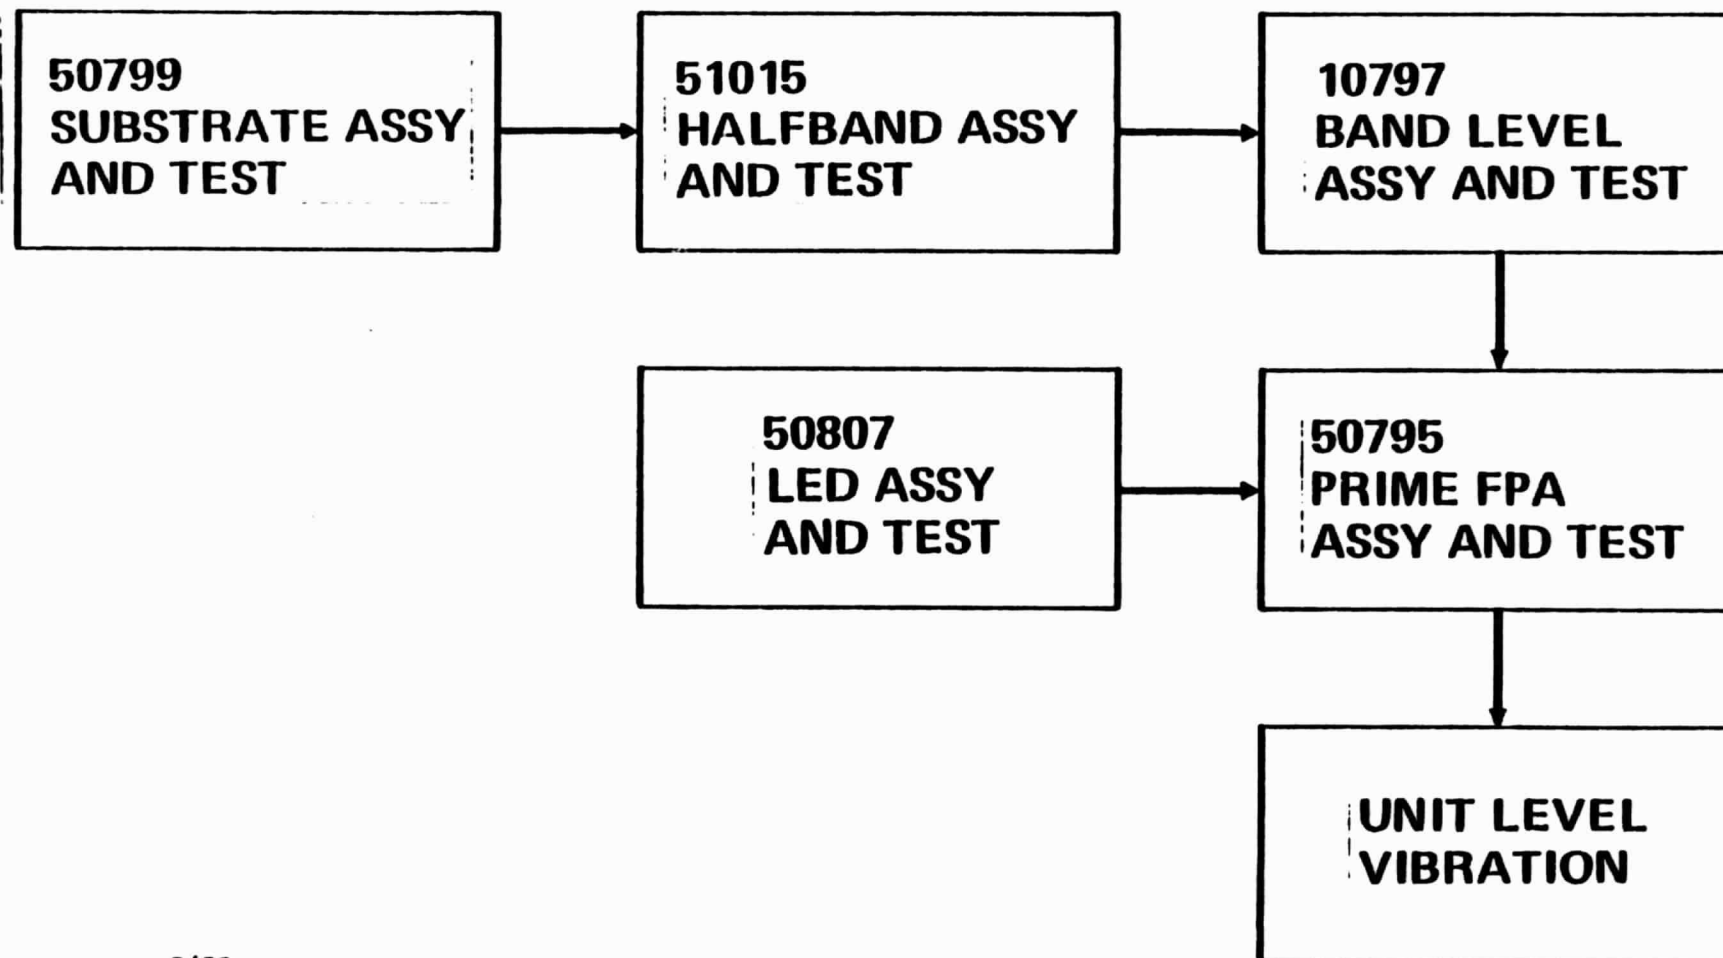 50799
SUBSTRATE ASSY
AND TEST
51015
HALFBAND ASSY
AND TEST
10797
BAND LEVEL
ASSY AND TEST
50807
LED ASSY
AND TEST
50795
PRIME FPA
ASSY AND TEST
UNIT LEVEL
VIBRATION